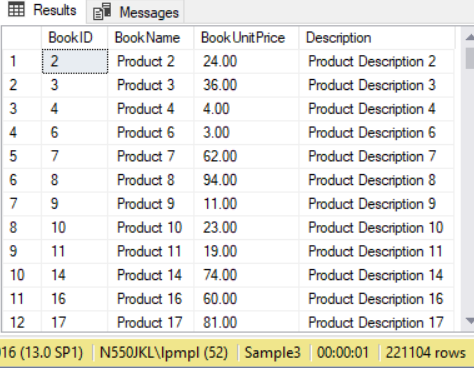 Results Messages
BookID BookName BookUnitPrice Description
1 2 Product 2 24.00 Product Description 2
2 3 Product 3 36.00 Product Description 3
3 4 Product 4 4.00 Product Description 4
4 6 Product 6 3.00 Product Description 6
5 7 Product 7 62.00 Product Description 7
6 8 Product 8 94.00 Product Description 8
7 9 Product 9 11.00 Product Description 9
8 10 Product 10 23.00 Product Description 10
9 11 Product 11 19.00 Product Description 11
10 14 Product 14 74.00 Product Description 14
11 16 Product 16 60.00 Product Description 16
12 17 Product 17 81.00 Product Description 17
16 (13.0 SP1) N550JKL\lpmpl (52) Sample3 00:00:01 221104 rows